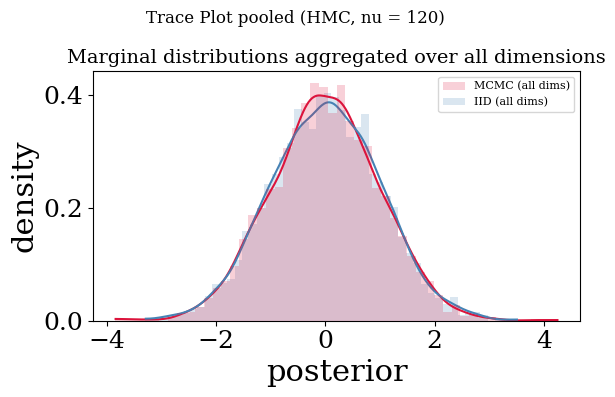 Trace Plot pooled (HMC, nu = 120)
Marginal distributions aggregated over all dimensions
MCMC (all dims)
IID (all dims)
density
0.4
0.2
0.0
−4
−2
0
2
4
posterior